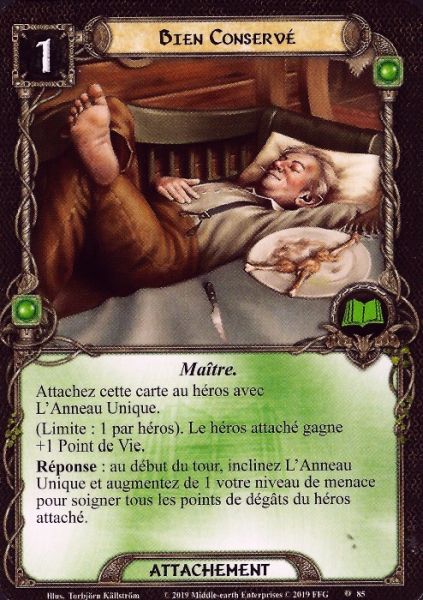 1
Bien Conservé
Maître.
Attachez cette carte au héros avec
L'Anneau Unique.
(Limite : 1 par héros). Le héros attaché gagne
+1 Point de Vie.
Réponse : au début du tour, inclinez L'Anneau
Unique et augmentez de 1 votre niveau de menace
pour soigner tous les points de dégâts du héros
attaché.
ATTACHEMENT
Illus. Torbjörn Källström © 2019 Middle-earth Enterprises © 2019 FFG 85